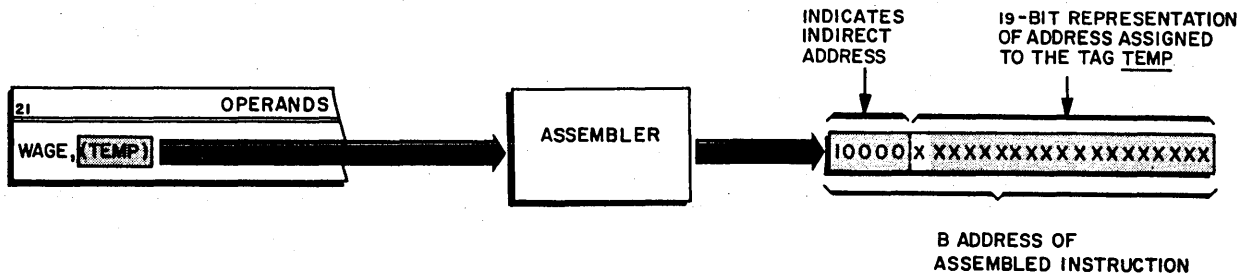 INDICATES
INDIRECT
ADDRESS
19-BIT REPRESENTATION
OF ADDRESS ASSIGNED
TO THE TAG TEMP
21 OPERANDS
WAGE, (TEMP)
ASSEMBLER
10000 X XXXXXXXXXXXXXXXXXX
B ADDRESS OF
ASSEMBLED INSTRUCTION